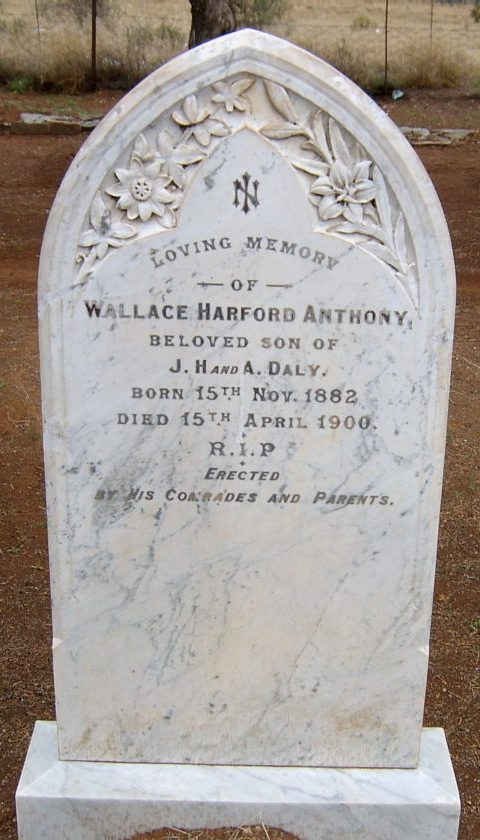 IN
LOVING MEMORY
— OF —
WALLACE HARFORD ANTHONY,
BELOVED SON OF
J. H AND A. DALY.
BORN 15TH NOV. 1882
DIED 15TH APRIL 1900.
R.I.P
ERECTED
BY HIS COMRADES AND PARENTS.